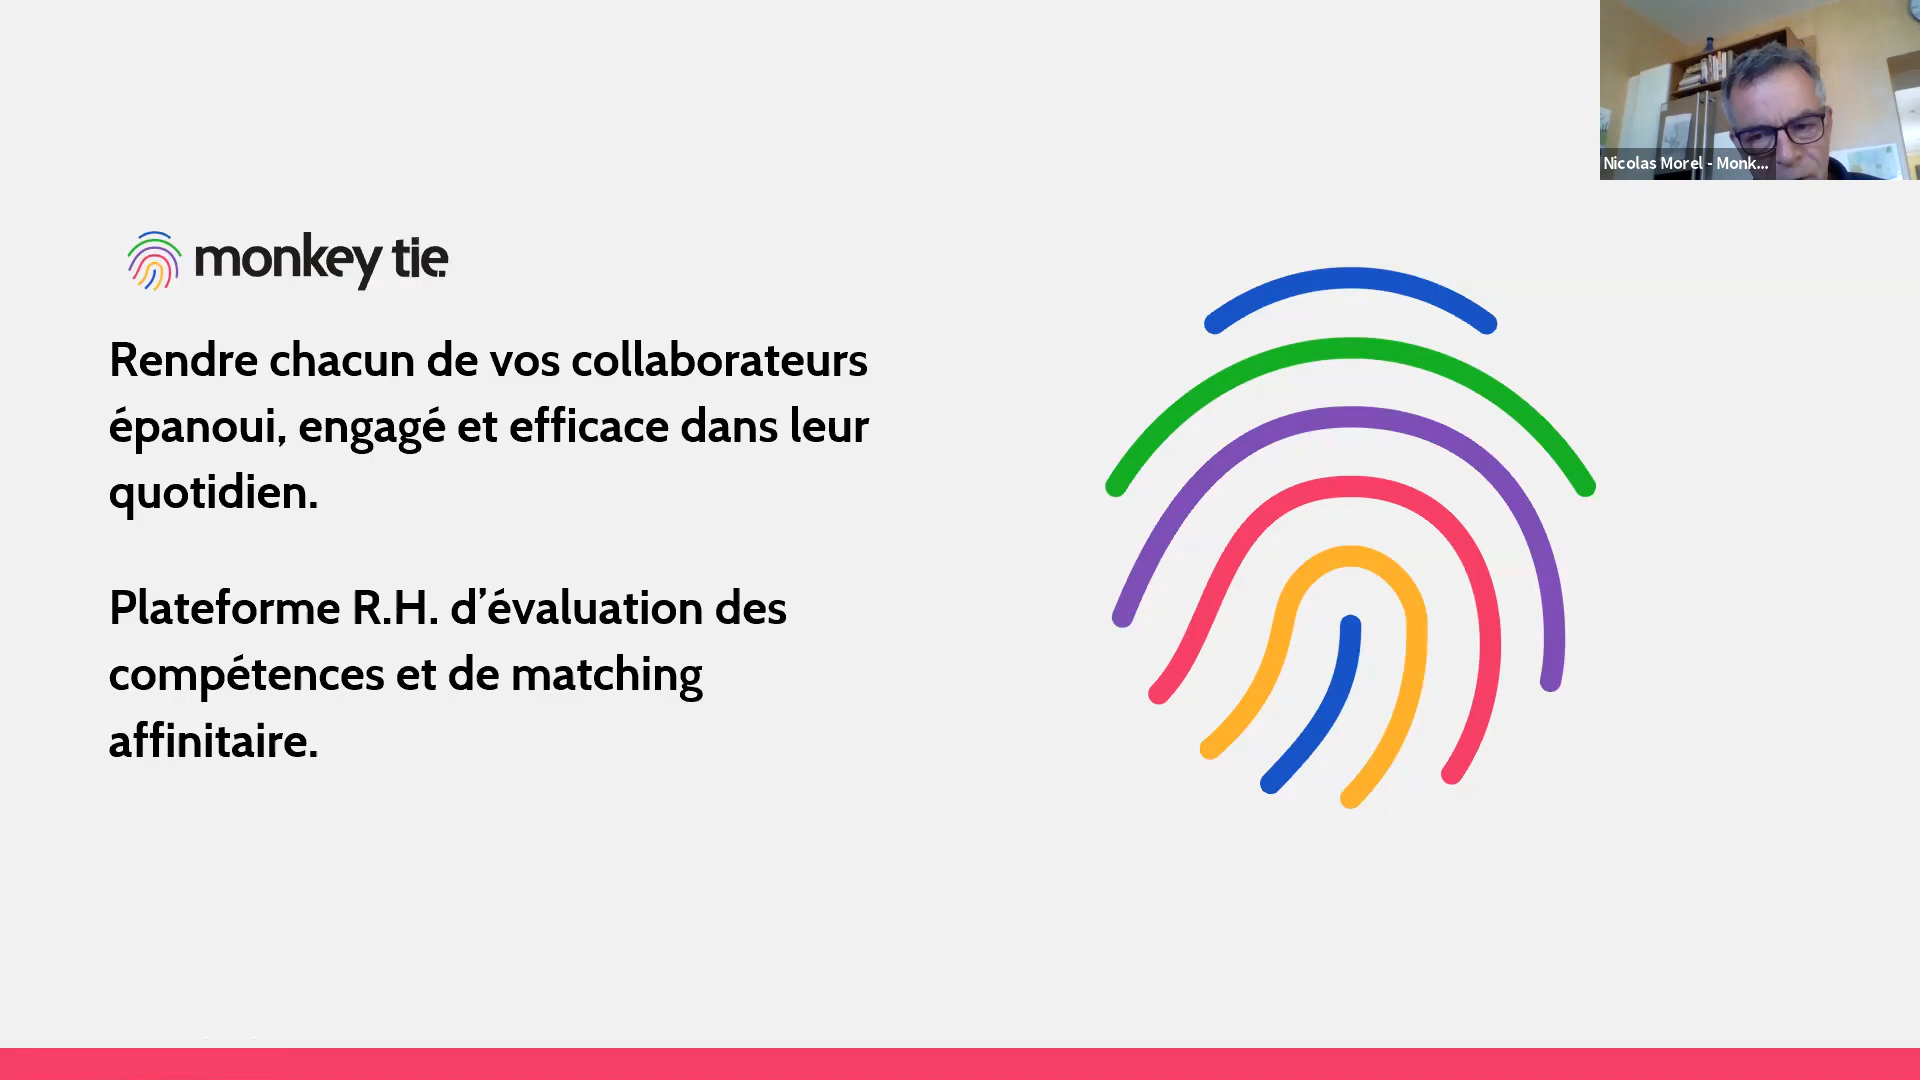 Nicolas Morel - Monk...
monkey tie
Rendre chacun de vos collaborateurs
épanoui, engagé et efficace dans leur
quotidien.
Plateforme R.H. d’évaluation des
compétences et de matching
affinitaire.